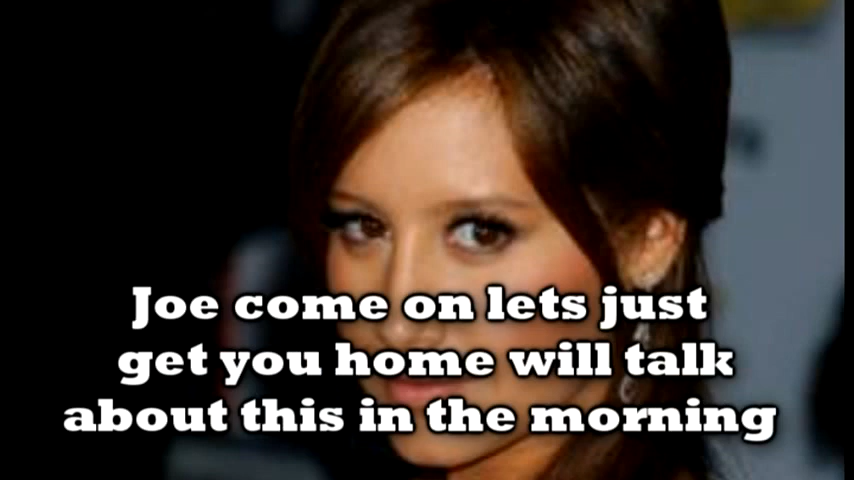 Joe come on lets just
get you home will talk
about this in the morning